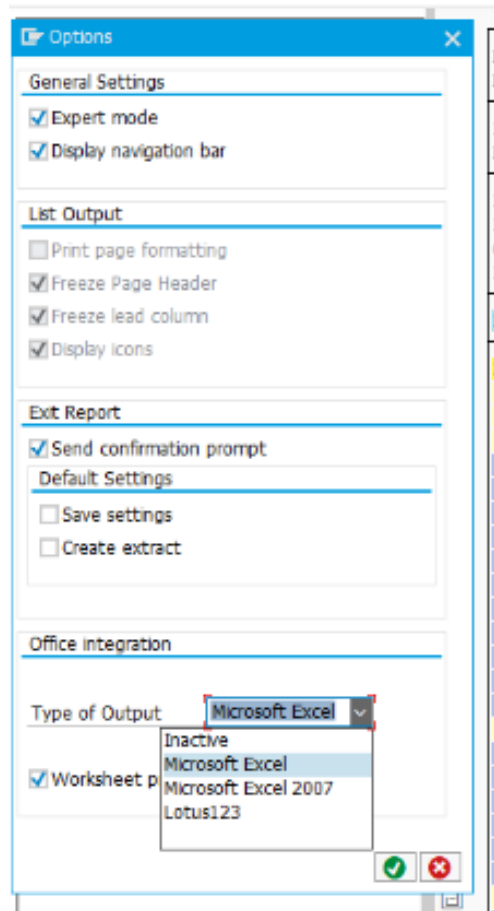 Options
General Settings
Expert mode
Display navigation bar
List Output
Print page formatting
Freeze Page Header
Freeze lead column
Display icons
Exit Report
Send confirmation prompt
Default Settings
Save settings
Create extract
Office integration
Type of Output Microsoft Excel
Inactive
Microsoft Excel
Worksheet p
Microsoft Excel 2007
Lotus123